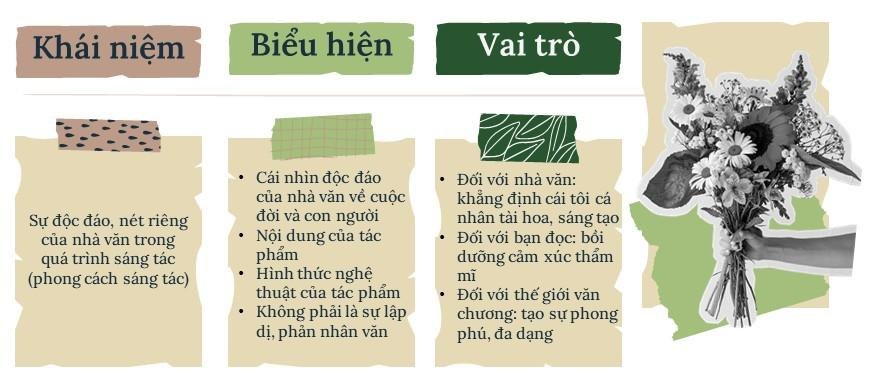 Khái niệm
Biểu hiện
Vai trò
Sự độc đáo, nét riêng
của nhà văn trong
quá trình sáng tác
(phong cách sáng tác)
• Cái nhìn độc đáo
của nhà văn về cuộc
đời và con người
• Nội dung của tác
phẩm
• Hình thức nghệ
thuật của tác phẩm
• Không phải là sự lập
dị, phản nhân văn
• Đối với nhà văn:
khẳng định cái tôi cá
nhân tài hoa, sáng tạo
• Đối với bạn đọc: bồi
dưỡng cảm xúc thẩm
mĩ
• Đối với thế giới văn
chương: tạo sự phong
phú, đa dạng